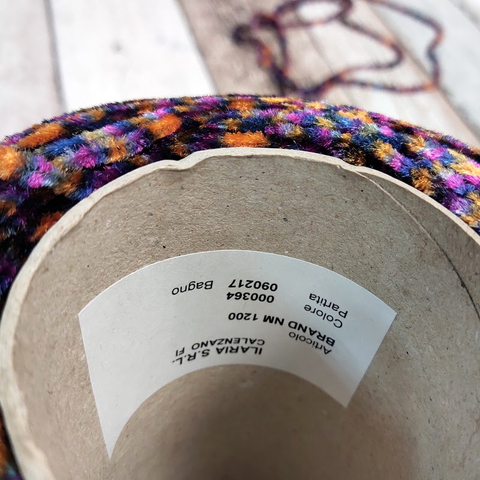 ILARIA S.R.L.
CALENZANO FI
Articolo
BRAND NM 1200
Colore 000364
Partita 090217 Bagno